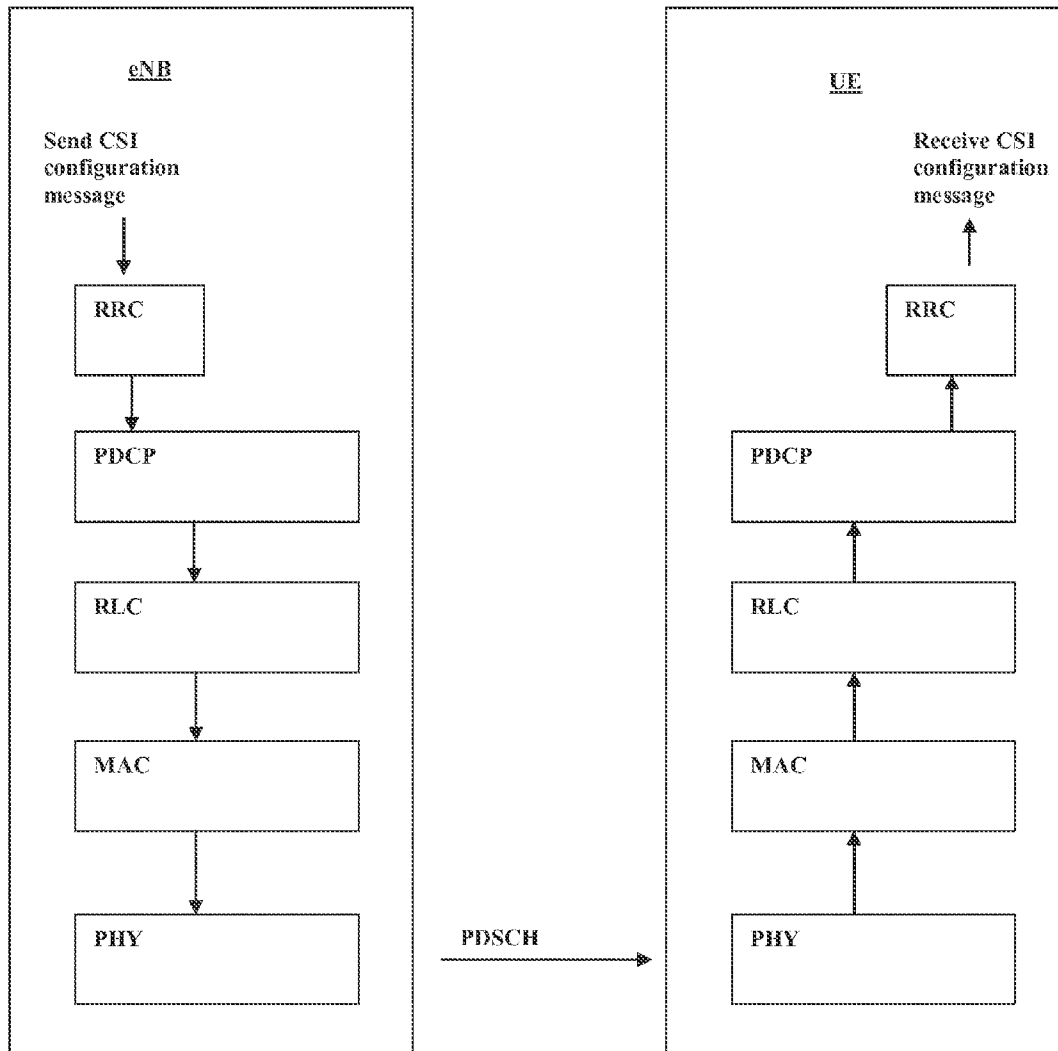 eNB
Send CSI
configuration
message
RRC
PDCP
RLC
MAC
PHY
PDSCH
UE
Receive CSI
configuration
message
RRC
PDCP
RLC
MAC
PHY